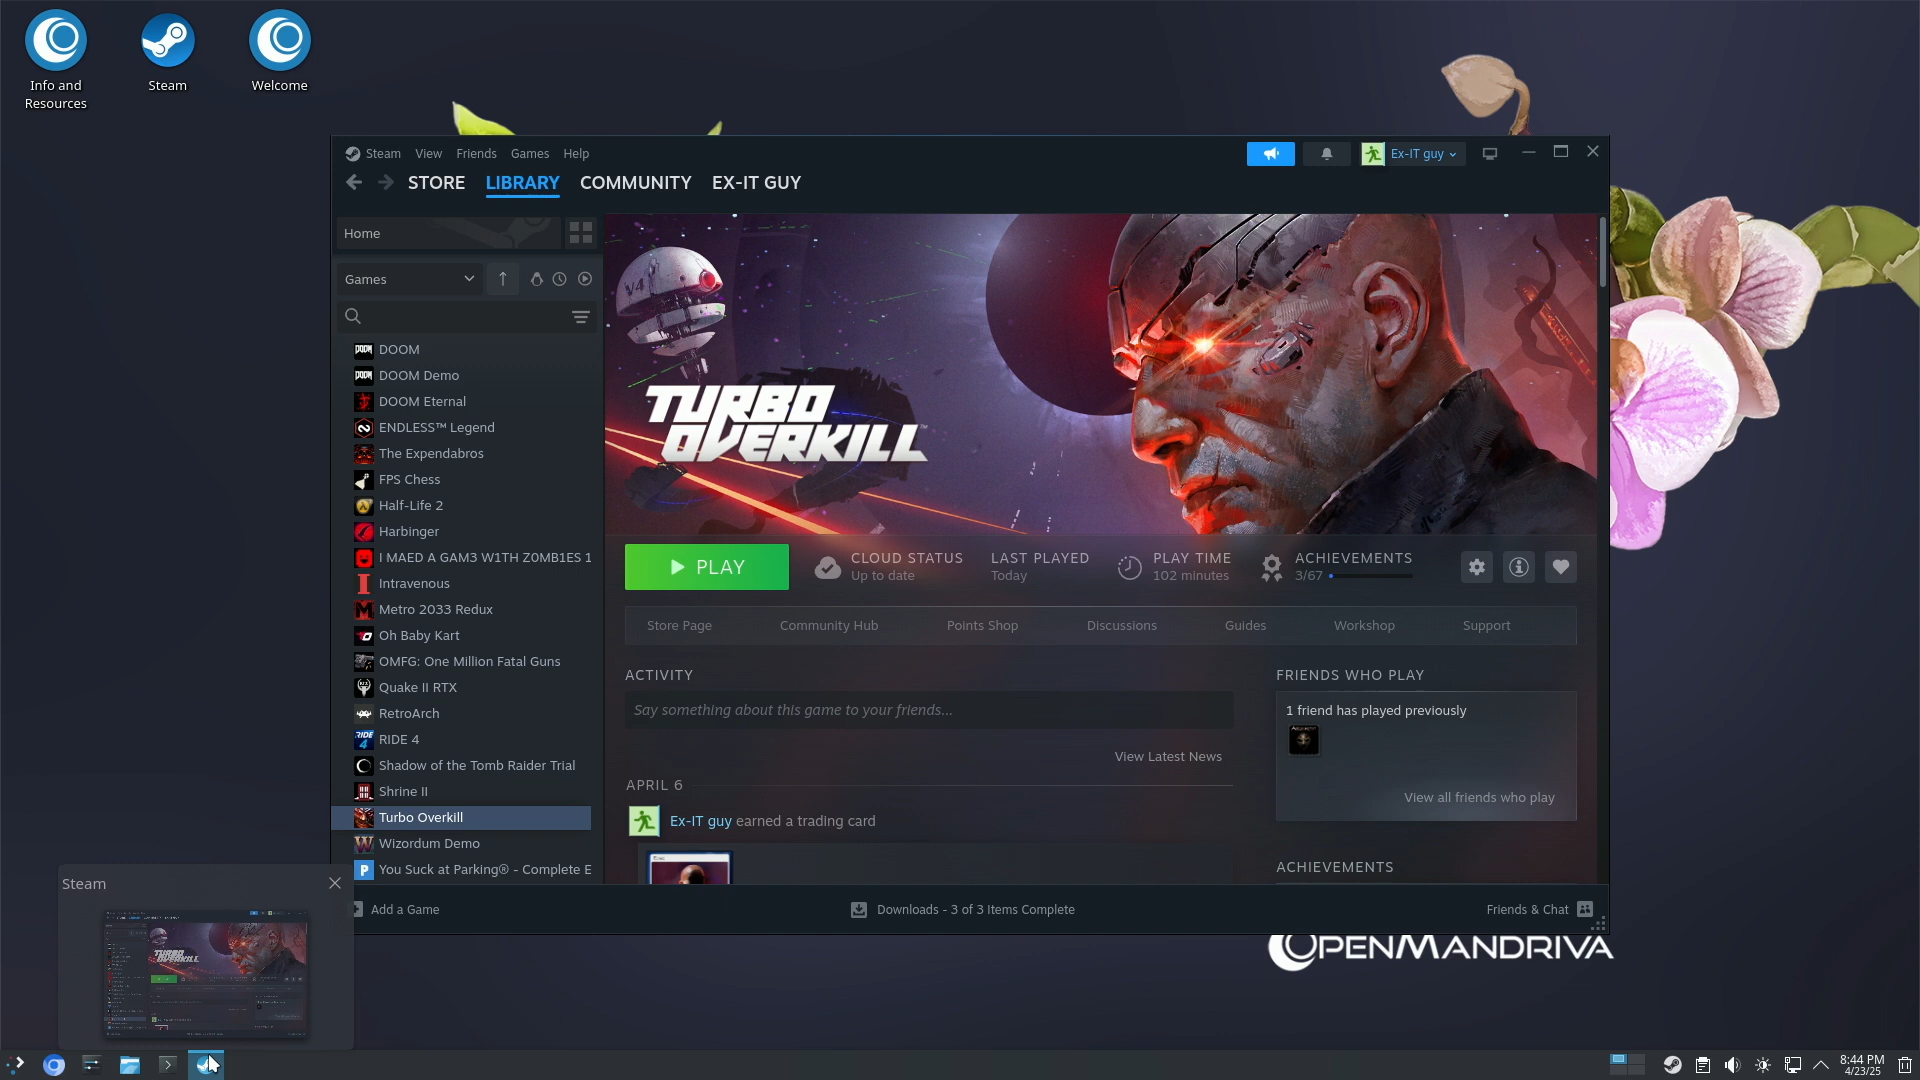 Info and
Resources
Steam
Welcome
Steam View Friends Games Help
Ex-IT guy
STORE LIBRARY COMMUNITY EX-IT GUY
Home
Games
V4
TURBO
OVERKILL™
DOOM
DOOM Demo
DOOM Eternal
ENDLESS™ Legend
The Expendabros
FPS Chess
Half-Life 2
Harbinger
I MAED A GAM3 W1TH Z0MB1ES 1
Intravenous
Metro 2033 Redux
Oh Baby Kart
OMFG: One Million Fatal Guns
Quake II RTX
RetroArch
RIDE 4
Shadow of the Tomb Raider Trial
Shrine II
Turbo Overkill
Wizordum Demo
You Suck at Parking® - Complete E
PLAY
CLOUD STATUS
Up to date
LAST PLAYED
Today
PLAY TIME
102 minutes
ACHIEVEMENTS
3/67
Store Page Community Hub Points Shop Discussions Guides Workshop Support
ACTIVITY
Say something about this game to your friends...
View Latest News
APRIL 6
Ex-IT guy earned a trading card
FRIENDS WHO PLAY
1 friend has played previously
View all friends who play
ACHIEVEMENTS
Add a Game
Downloads - 3 of 3 Items Complete
Friends & Chat
Steam
TURBO
OVERKILL
OPENMANDRIVA
8:44 PM
4/23/25